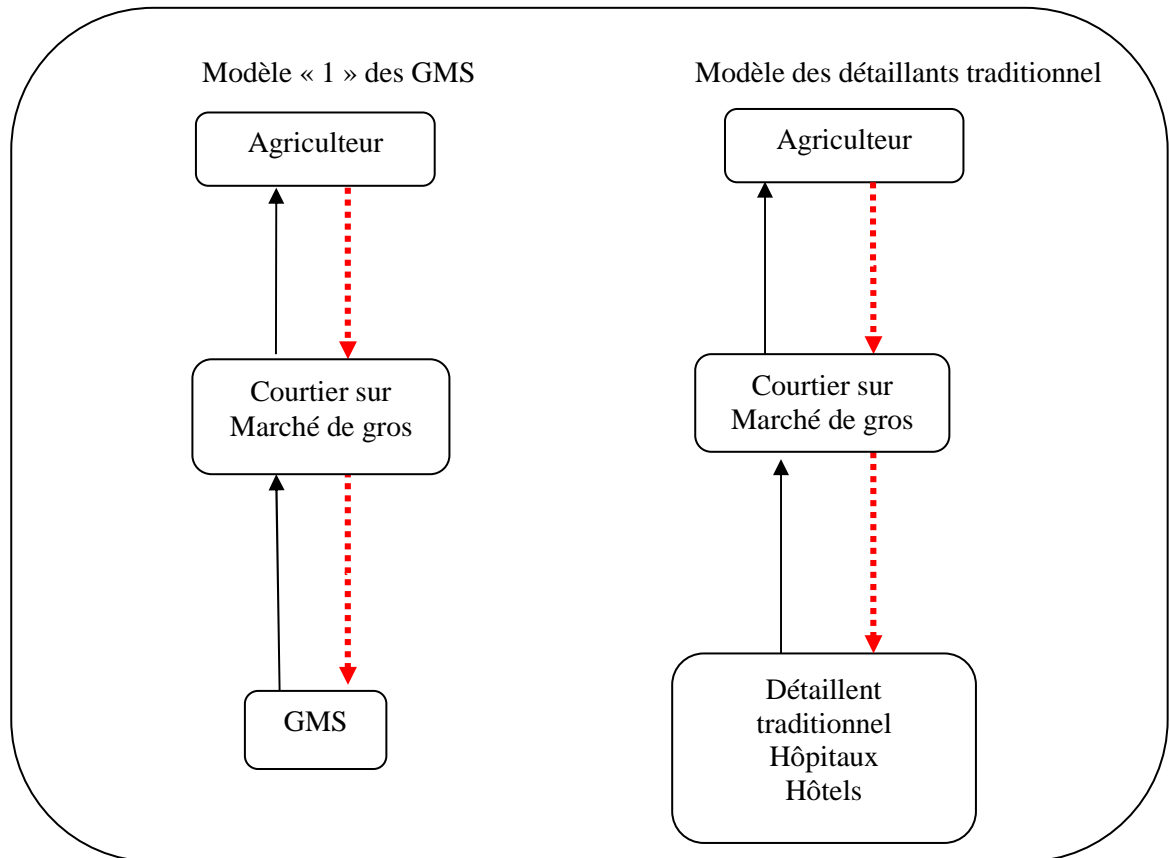 Modèle « 1 » des GMS
Agriculteur
Courtier sur
Marché de gros
GMS
Modèle des détaillants traditionnel
Agriculteur
Courtier sur
Marché de gros
Détaillent
traditionnel
Hôpitaux
Hôtels